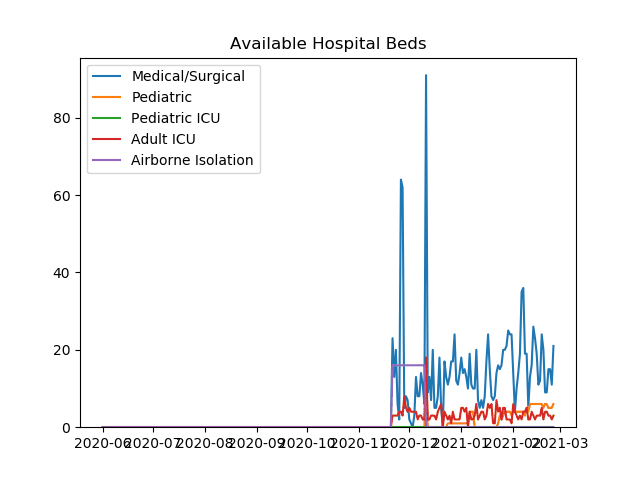 Available Hospital Beds
Medical/Surgical
Pediatric
Pediatric ICU
Adult ICU
Airborne Isolation
80
60
40
20
0
2020-06 2020-07 2020-08 2020-09 2020-10 2020-11 2020-12 2021-01 2021-02 2021-03